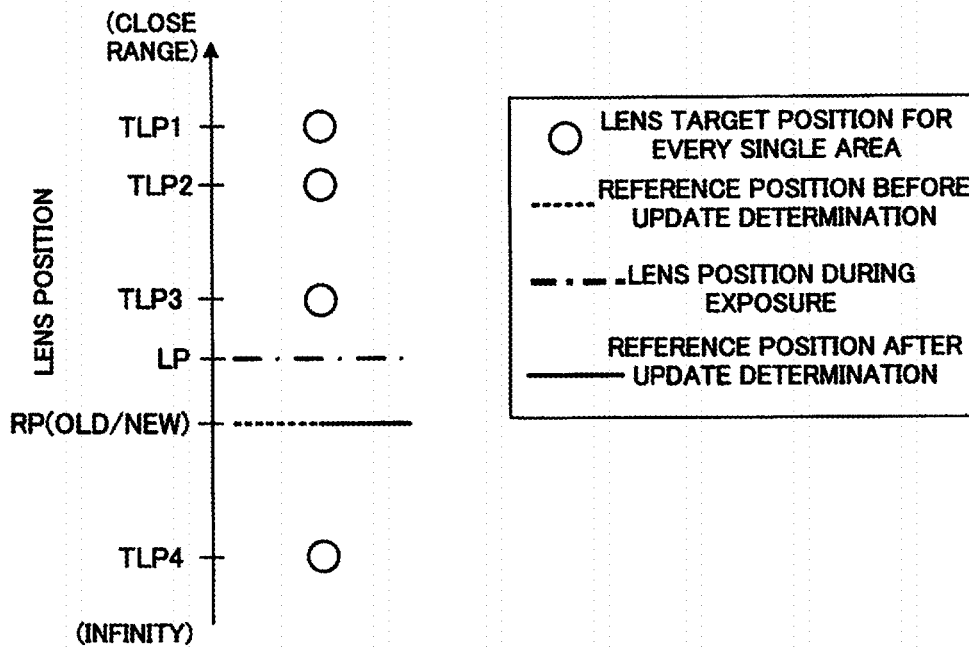 (CLOSE
RANGE)
TLP1
TLP2
TLP3
LP
RP(OLD/NEW)
TLP4
(INFINITY)
LENS POSITION
LENS TARGET POSITION FOR
EVERY SINGLE AREA
REFERENCE POSITION BEFORE
UPDATE DETERMINATION
LENS POSITION DURING
EXPOSURE
REFERENCE POSITION AFTER
UPDATE DETERMINATION